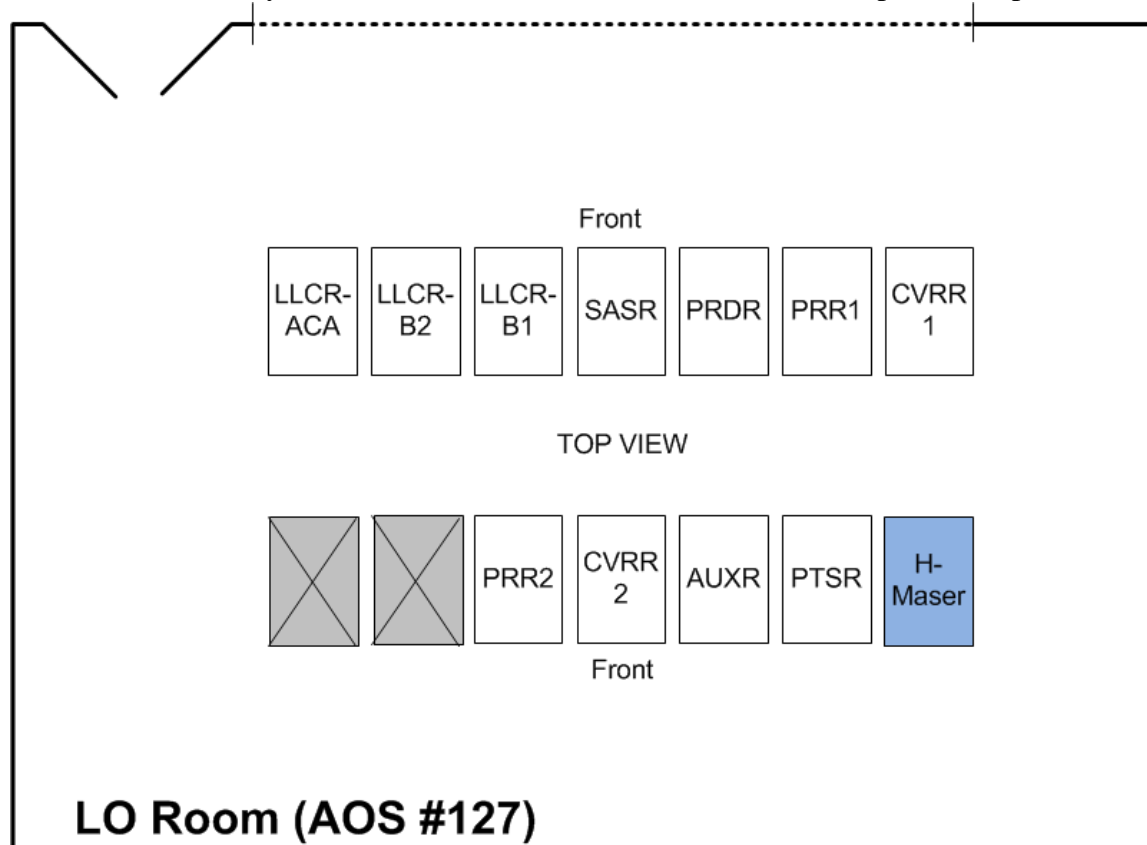 Front
LLCR-
ACA
LLCR-
B2
LLCR-
B1
SASR
PRDR
PRR1
CVRR
1
TOP VIEW
PRR2
CVRR
2
AUXR
PTSR
H-
Maser
Front
LO Room (AOS #127)